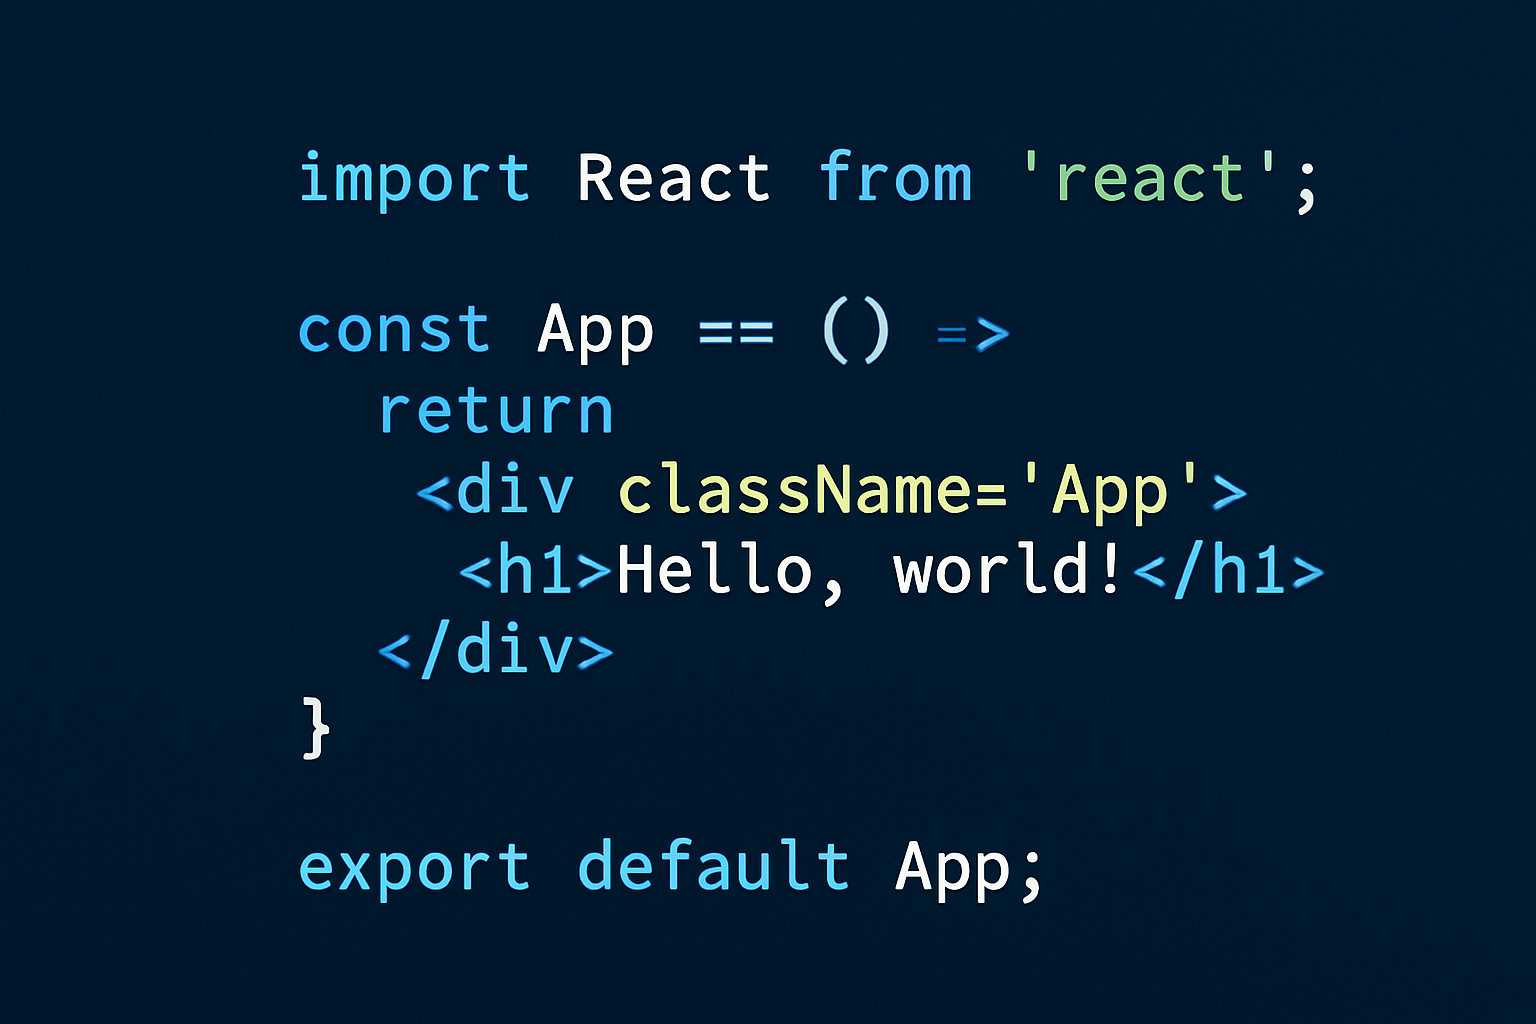 import React from 'react';
const App == () =>
return
<div className='App'>
<h1>Hello, world!</h1>
</div>
}
export default App;